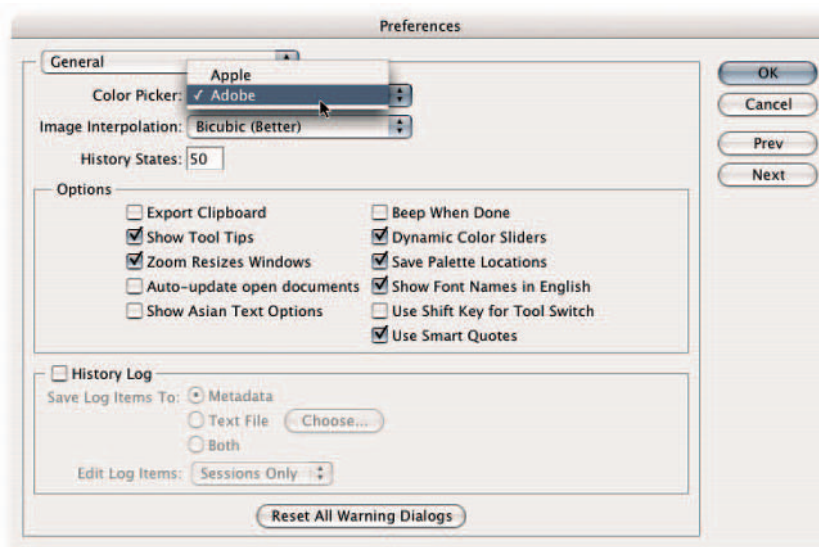 Preferences
General
Apple
Color Picker: ✓ Adobe
Image Interpolation: Bicubic (Better)
History States: 50
OK
Cancel
Prev
Next
Options
Export Clipboard
Show Tool Tips
Zoom Resizes Windows
Auto-update open documents
Show Asian Text Options
Beep When Done
Dynamic Color Sliders
Save Palette Locations
Show Font Names in English
Use Shift Key for Tool Switch
Use Smart Quotes
History Log
Save Log Items To: Metadata
Text File Choose...
Both
Edit Log Items: Sessions Only
Reset All Warning Dialogs